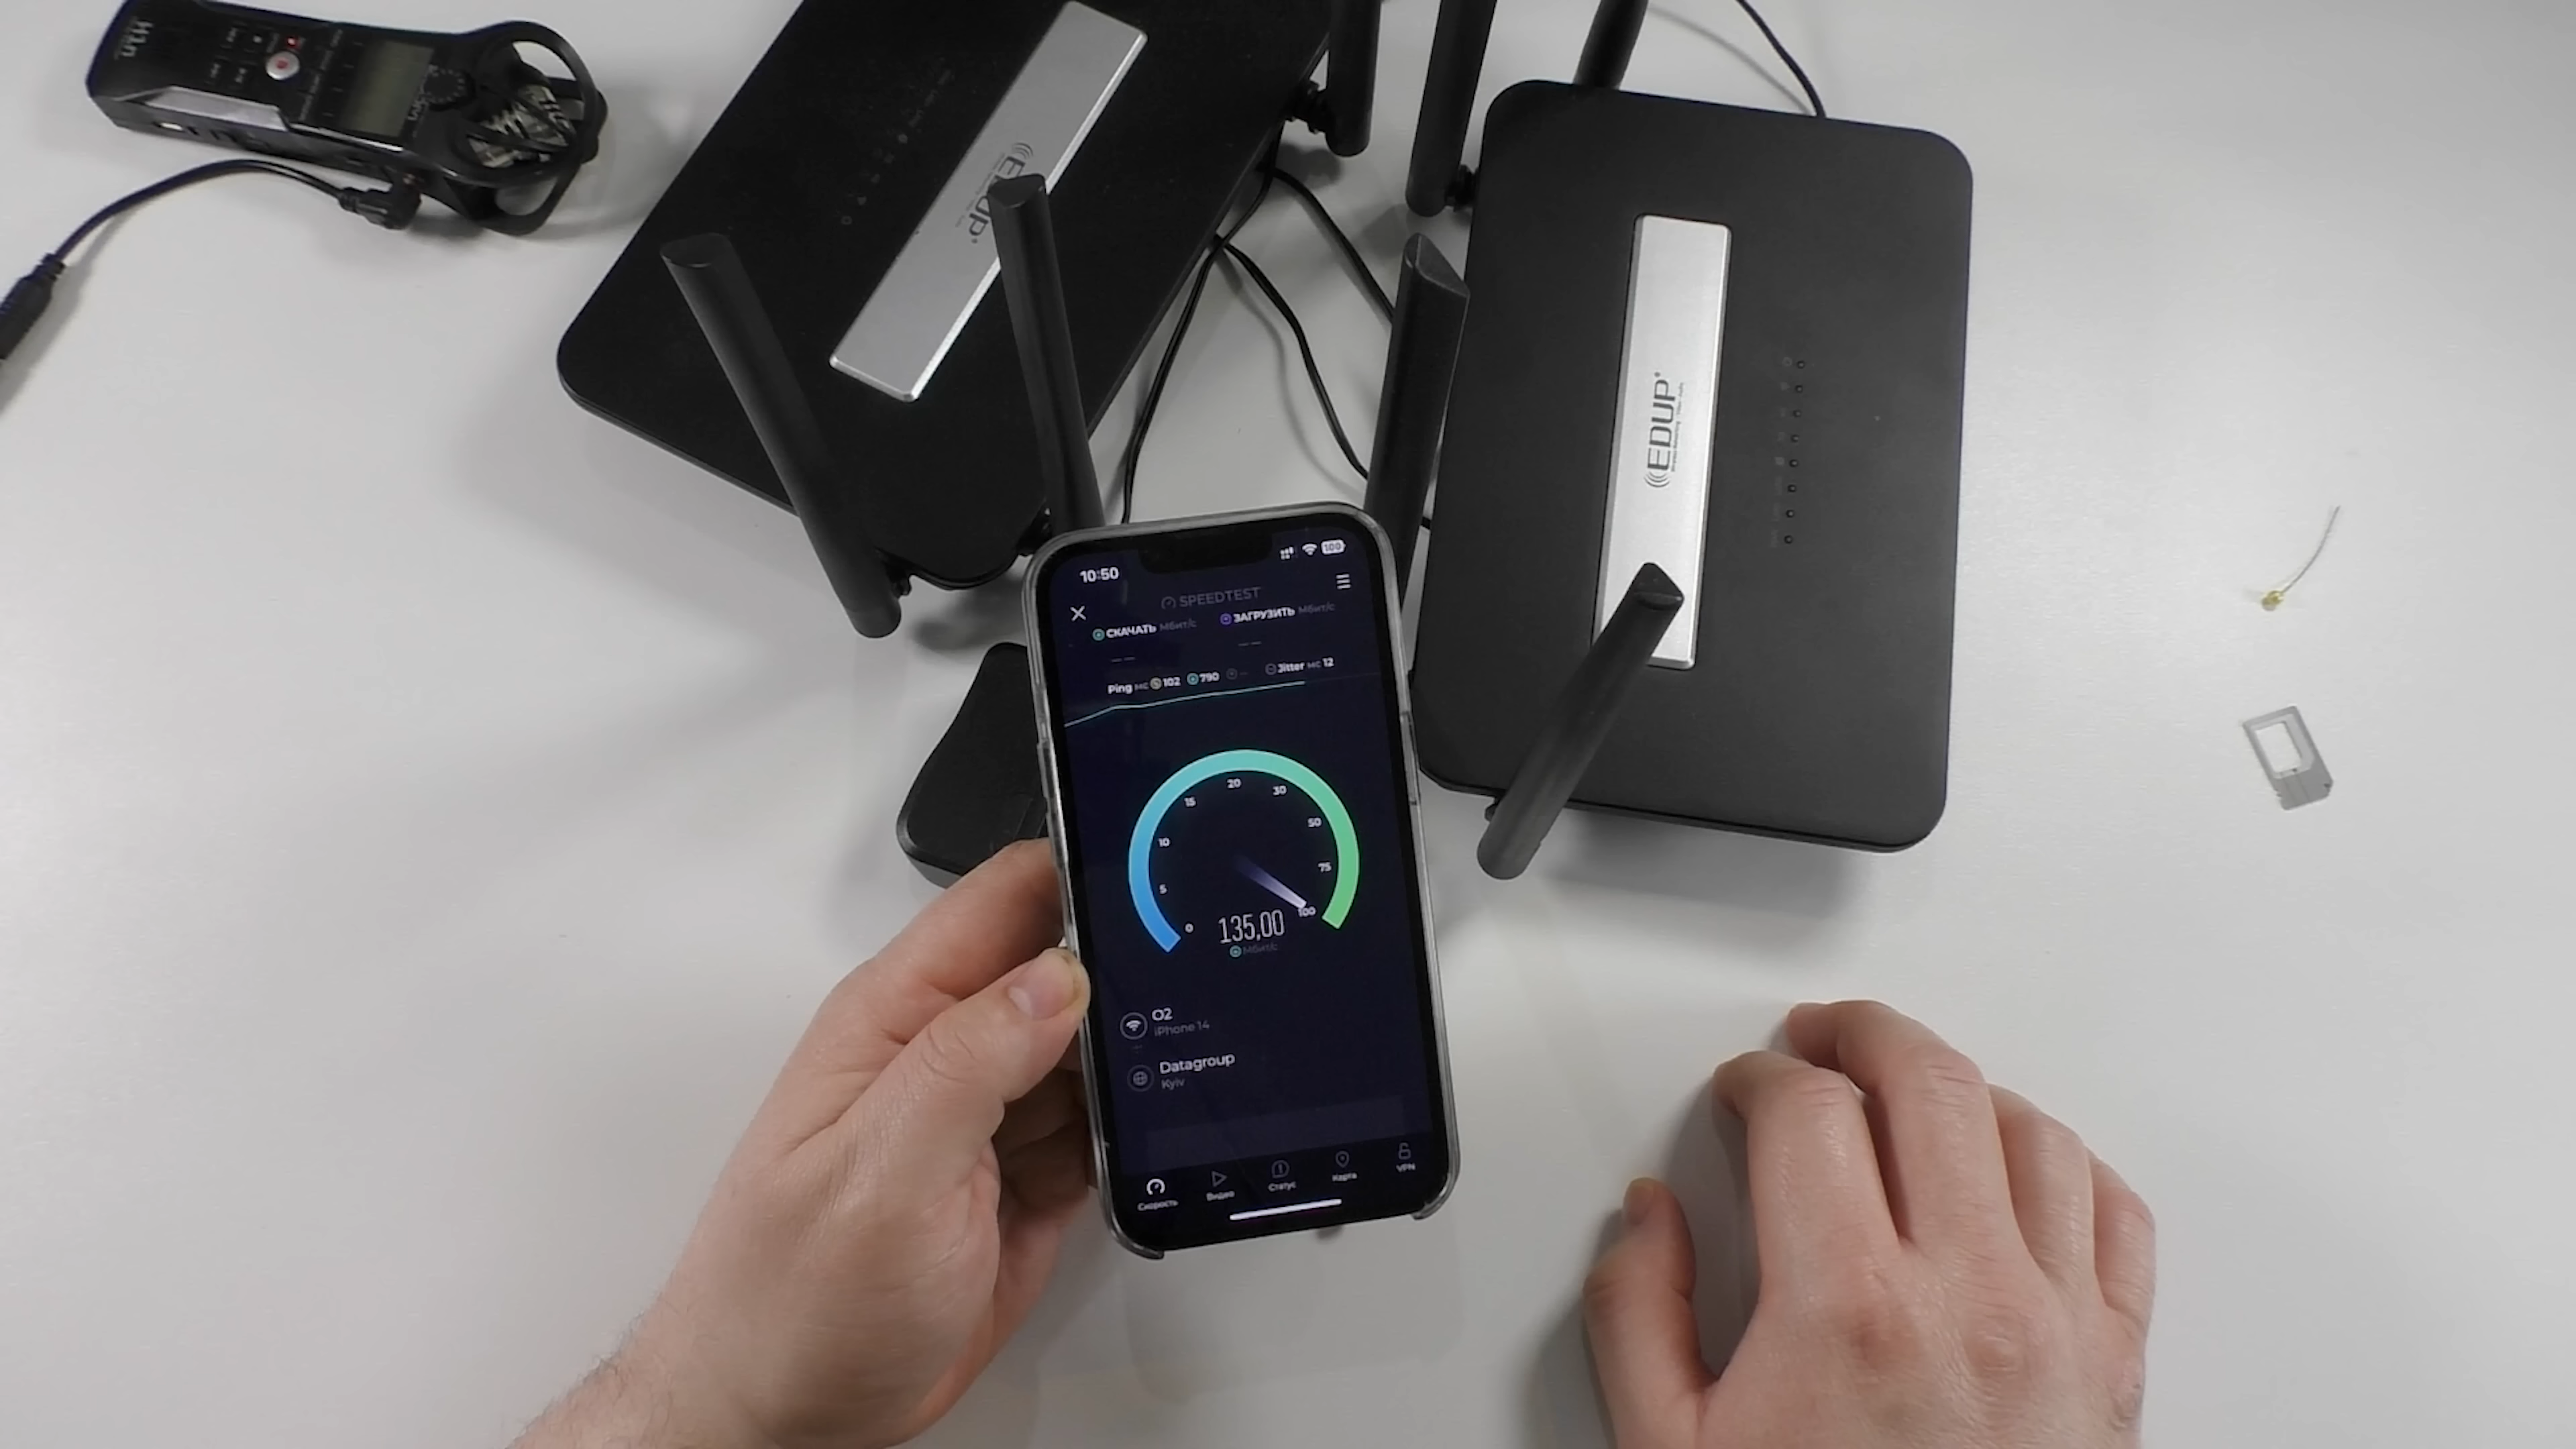 H1n
EDUP
EDUP
10:50
100
SPEEDTEST
СКАЧАТЬ Мбит/с
ЗАГРУЗИТЬ Мбит/с
Ping мс 102 790
Jitter мс 12
0
5
10
15
20
30
50
75
100
135,00
Мбит/с
O2
iPhone 14
Datagroup
Kyiv
Скорость
Видео
Статус
Карта
VPN